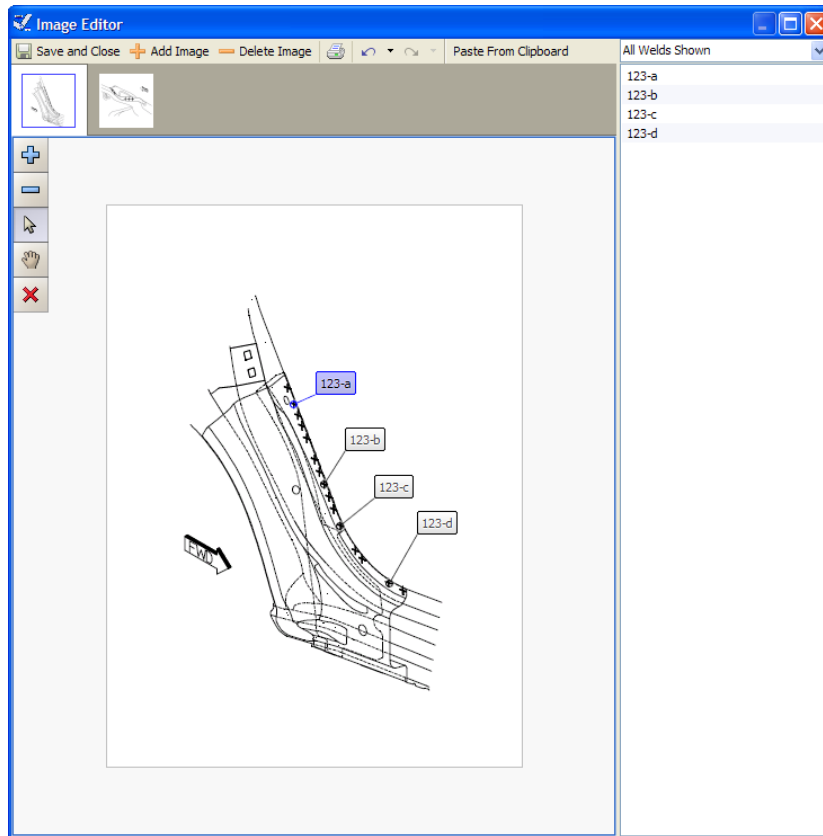 Image Editor
Save and Close Add Image Delete Image Paste From Clipboard All Welds Shown
123-a
123-b
123-c
123-d
123-a
123-b
123-c
123-d
FWD